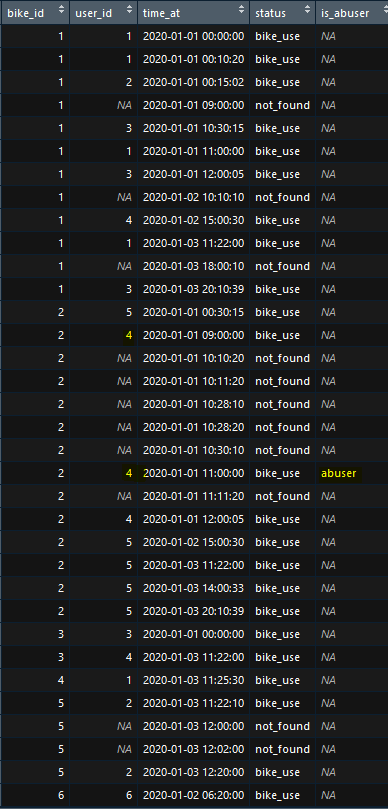 bike_id user_id time_at status is_abuser
1 1 2020-01-01 00:00:00 bike_use NA
1 1 2020-01-01 00:10:20 bike_use NA
1 2 2020-01-01 00:15:02 bike_use NA
1 NA 2020-01-01 09:00:00 not_found NA
1 3 2020-01-01 10:30:15 bike_use NA
1 1 2020-01-01 11:00:00 bike_use NA
1 3 2020-01-01 12:00:05 bike_use NA
1 NA 2020-01-02 10:10:10 not_found NA
1 4 2020-01-02 15:00:30 bike_use NA
1 1 2020-01-03 11:22:00 bike_use NA
1 NA 2020-01-03 18:00:10 not_found NA
1 3 2020-01-03 20:10:39 bike_use NA
2 5 2020-01-01 00:30:15 bike_use NA
2 4 2020-01-01 09:00:00 bike_use NA
2 NA 2020-01-01 10:10:20 not_found NA
2 NA 2020-01-01 10:11:20 not_found NA
2 NA 2020-01-01 10:28:10 not_found NA
2 NA 2020-01-01 10:28:20 not_found NA
2 NA 2020-01-01 10:30:10 not_found NA
2 4 2020-01-01 11:00:00 bike_use abuser
2 NA 2020-01-01 11:11:20 not_found NA
2 4 2020-01-01 12:00:05 bike_use NA
2 5 2020-01-02 15:00:30 bike_use NA
2 5 2020-01-03 11:22:00 bike_use NA
2 5 2020-01-03 14:00:33 bike_use NA
2 5 2020-01-03 20:10:39 bike_use NA
3 3 2020-01-01 00:00:00 bike_use NA
3 4 2020-01-03 11:22:00 bike_use NA
4 1 2020-01-03 11:25:30 bike_use NA
5 2 2020-01-03 11:22:10 bike_use NA
5 NA 2020-01-03 12:00:00 not_found NA
5 NA 2020-01-03 12:02:00 not_found NA
5 2 2020-01-03 12:20:00 bike_use NA
6 6 2020-01-02 06:20:00 bike_use NA